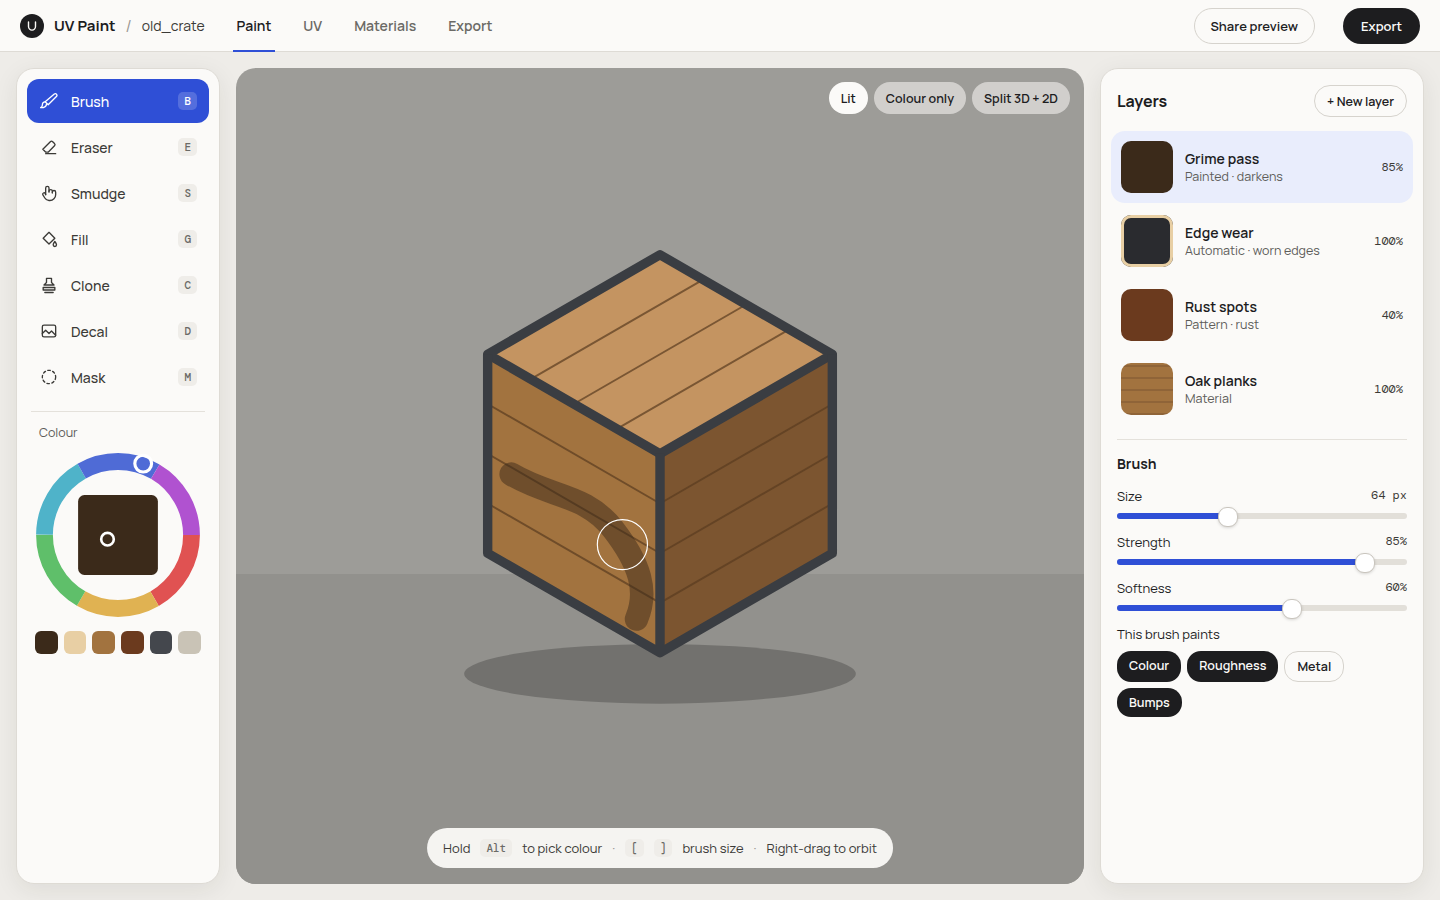 U UV Paint / old_crate Paint UV Materials Export Share preview Export
Brush B
Eraser E
Smudge S
Fill G
Clone C
Decal D
Mask M
Colour
Lit Colour only Split 3D + 2D
Hold Alt to pick colour · [ ] brush size · Right-drag to orbit
Layers + New layer
Grime pass
Painted · darkens
85%
Edge wear
Automatic · worn edges
100%
Rust spots
Pattern · rust
40%
Oak planks
Material
100%
Brush
Size 64 px
Strength 85%
Softness 60%
This brush paints
Colour Roughness Metal
Bumps